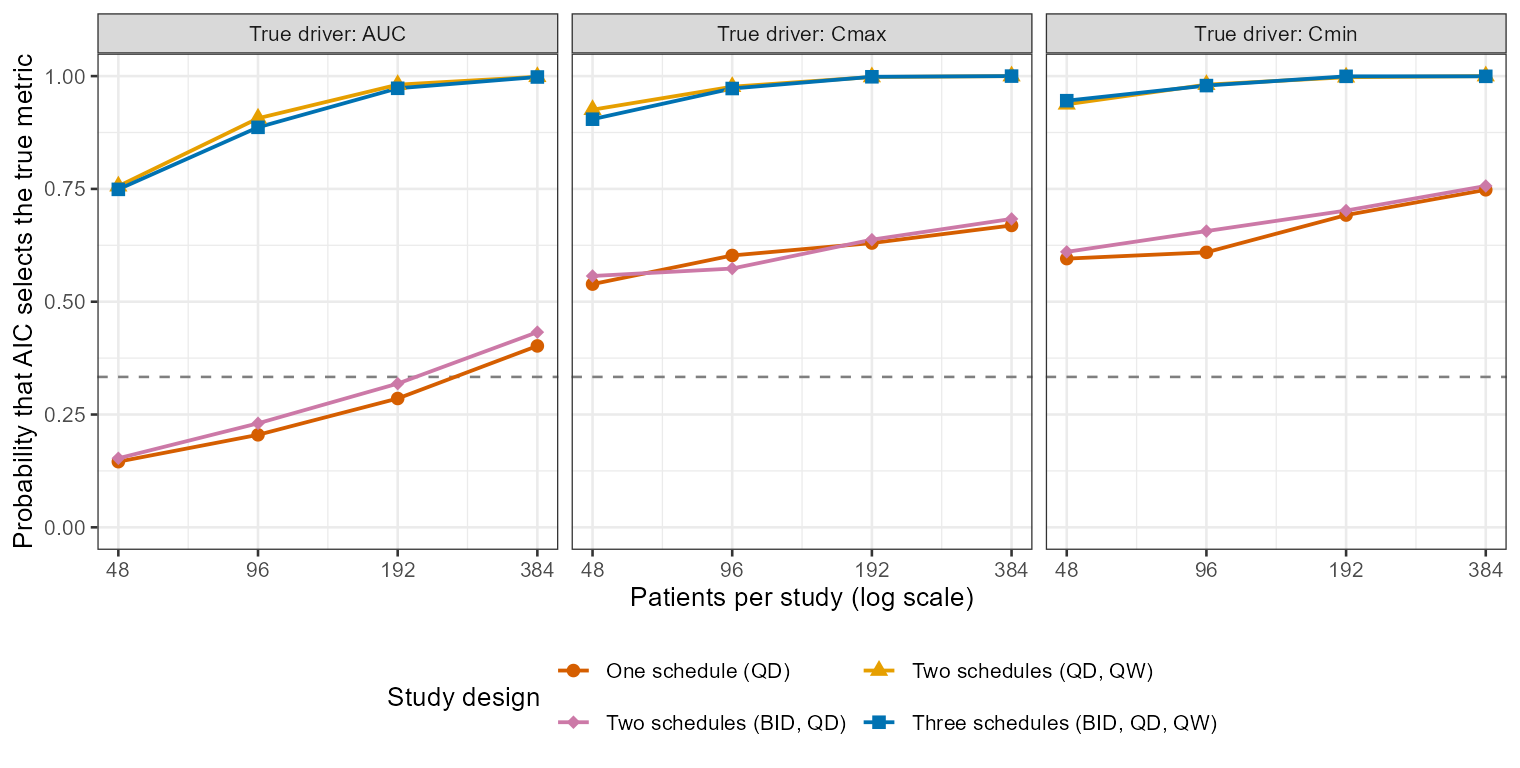 True driver: AUC
True driver: Cmax
True driver: Cmin
Probability that AIC selects the true metric
1.00
0.75
0.50
0.25
0.00
48 96 192 384
48 96 192 384
48 96 192 384
Patients per study (log scale)
Study design
One schedule (QD)
Two schedules (BID, QD)
Two schedules (QD, QW)
Three schedules (BID, QD, QW)